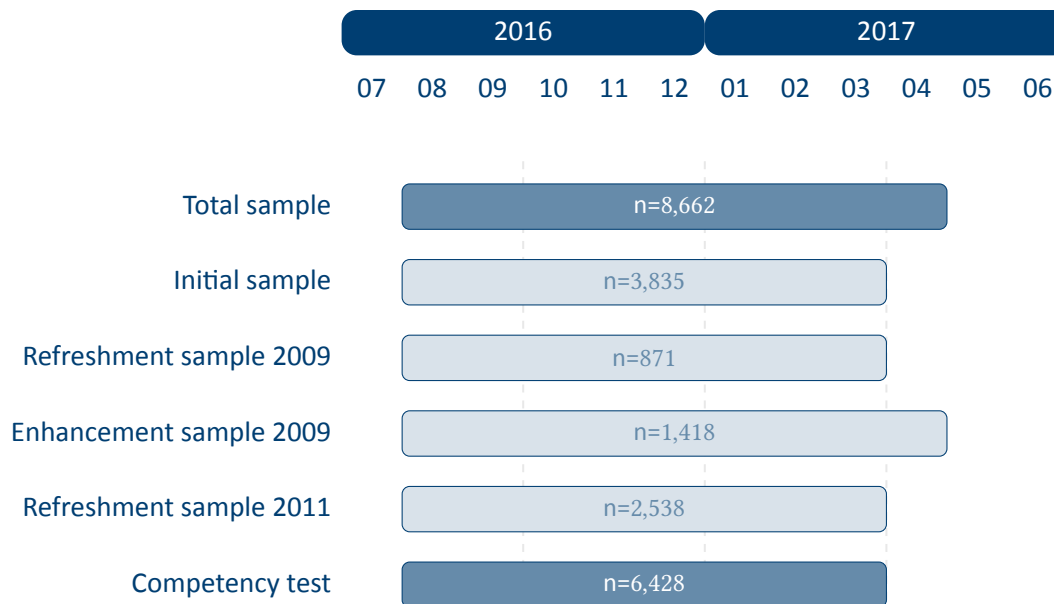 2016 2017
07 08 09 10 11 12 01 02 03 04 05 06
Total sample n=8,662
Initial sample n=3,835
Refreshment sample 2009 n=871
Enhancement sample 2009 n=1,418
Refreshment sample 2011 n=2,538
Competency test n=6,428